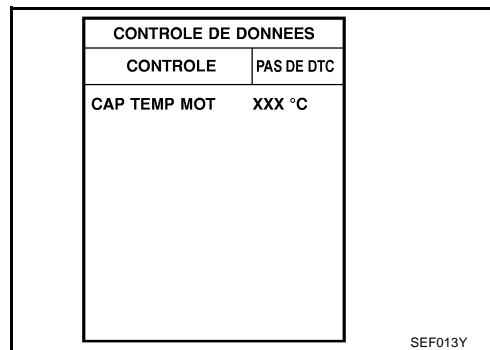 CONTROLE DE DONNEES
CONTROLE PAS DE DTC
CAP TEMP MOT XXX °C
SEF013Y